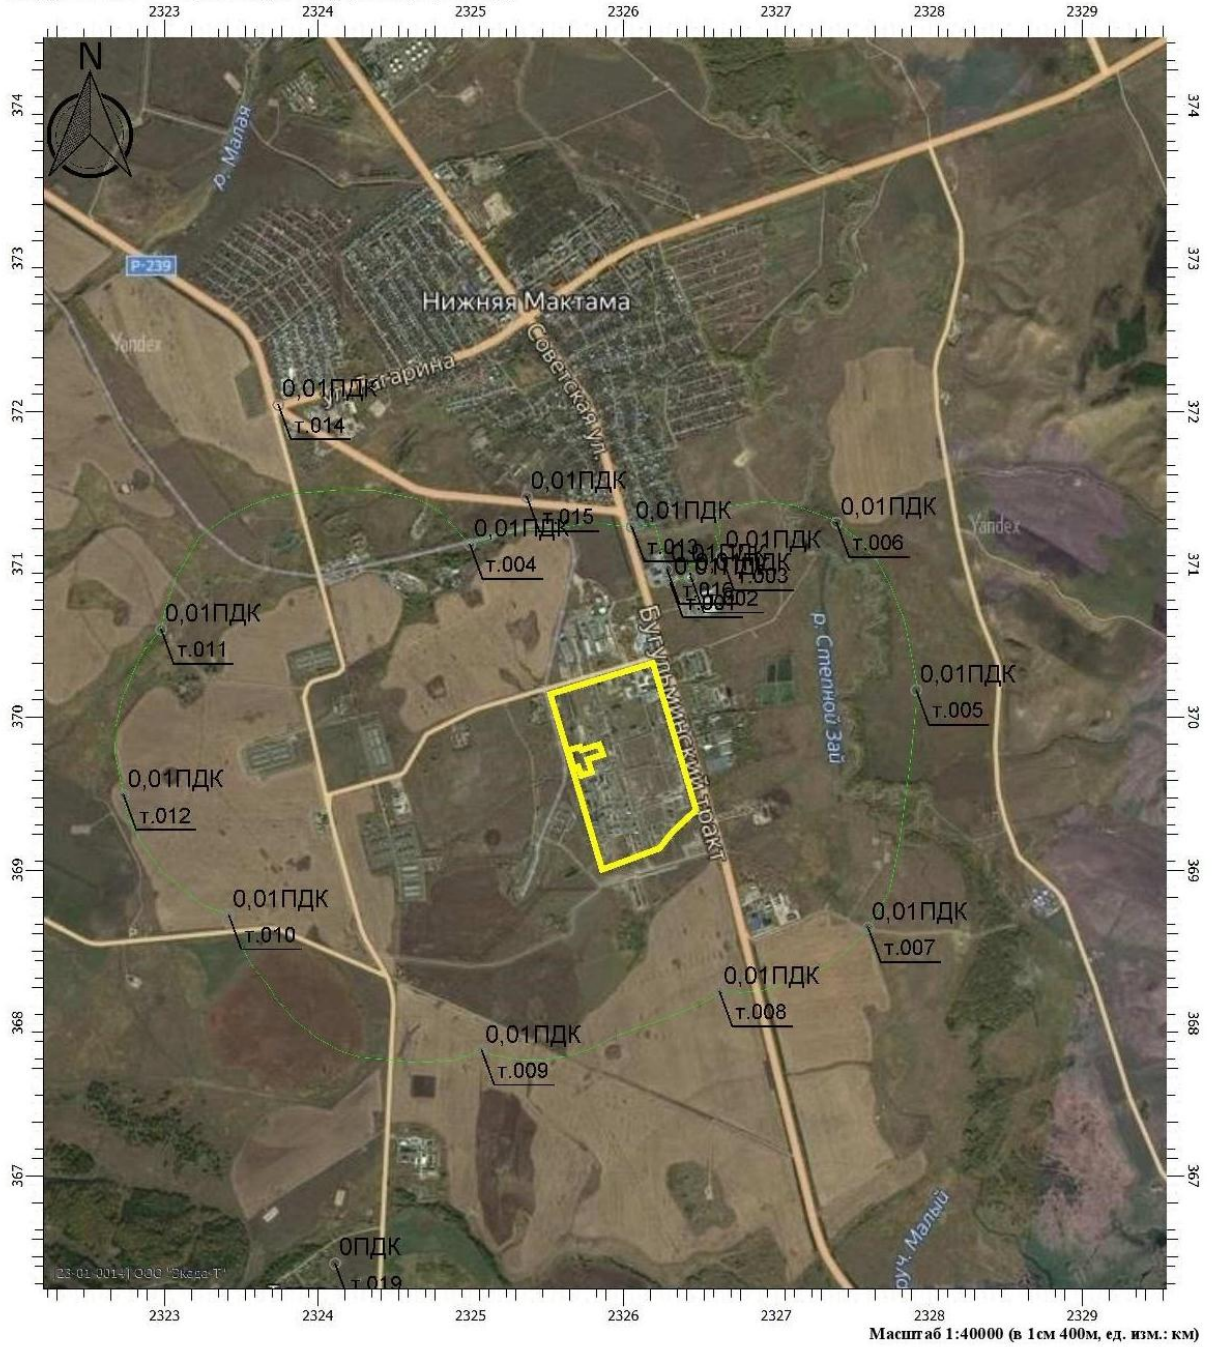 2323 2324 2325 2326 2327 2328 2329
N
374 374
р. Малая
373 373
Р-239
Нижняя Мактама
Yandex
Советская ул.
ул. Гагарина
0,01ПДК
т.014
372 372
0,01ПДК
т.015
0,01ПДК
т.013
0,01ПДК
т.006
Yandex
0,01ПДК
т.004
0,01ПДК
т.003
371 371
0,01ПДК
т.011
Бугульминский тракт
р. Степной Зай
0,01ПДК
т.005
370 370
0,01ПДК
т.012
369 369
0,01ПДК
т.010
0,01ПДК
т.007
0,01ПДК
т.008
368 368
0,01ПДК
т.009
367 367
руч. Малый
0ПДК
т.019
2323 2324 2325 2326 2327 2328 2329
Масштаб 1:40000 (в 1см 400м, ед. изм.: км)